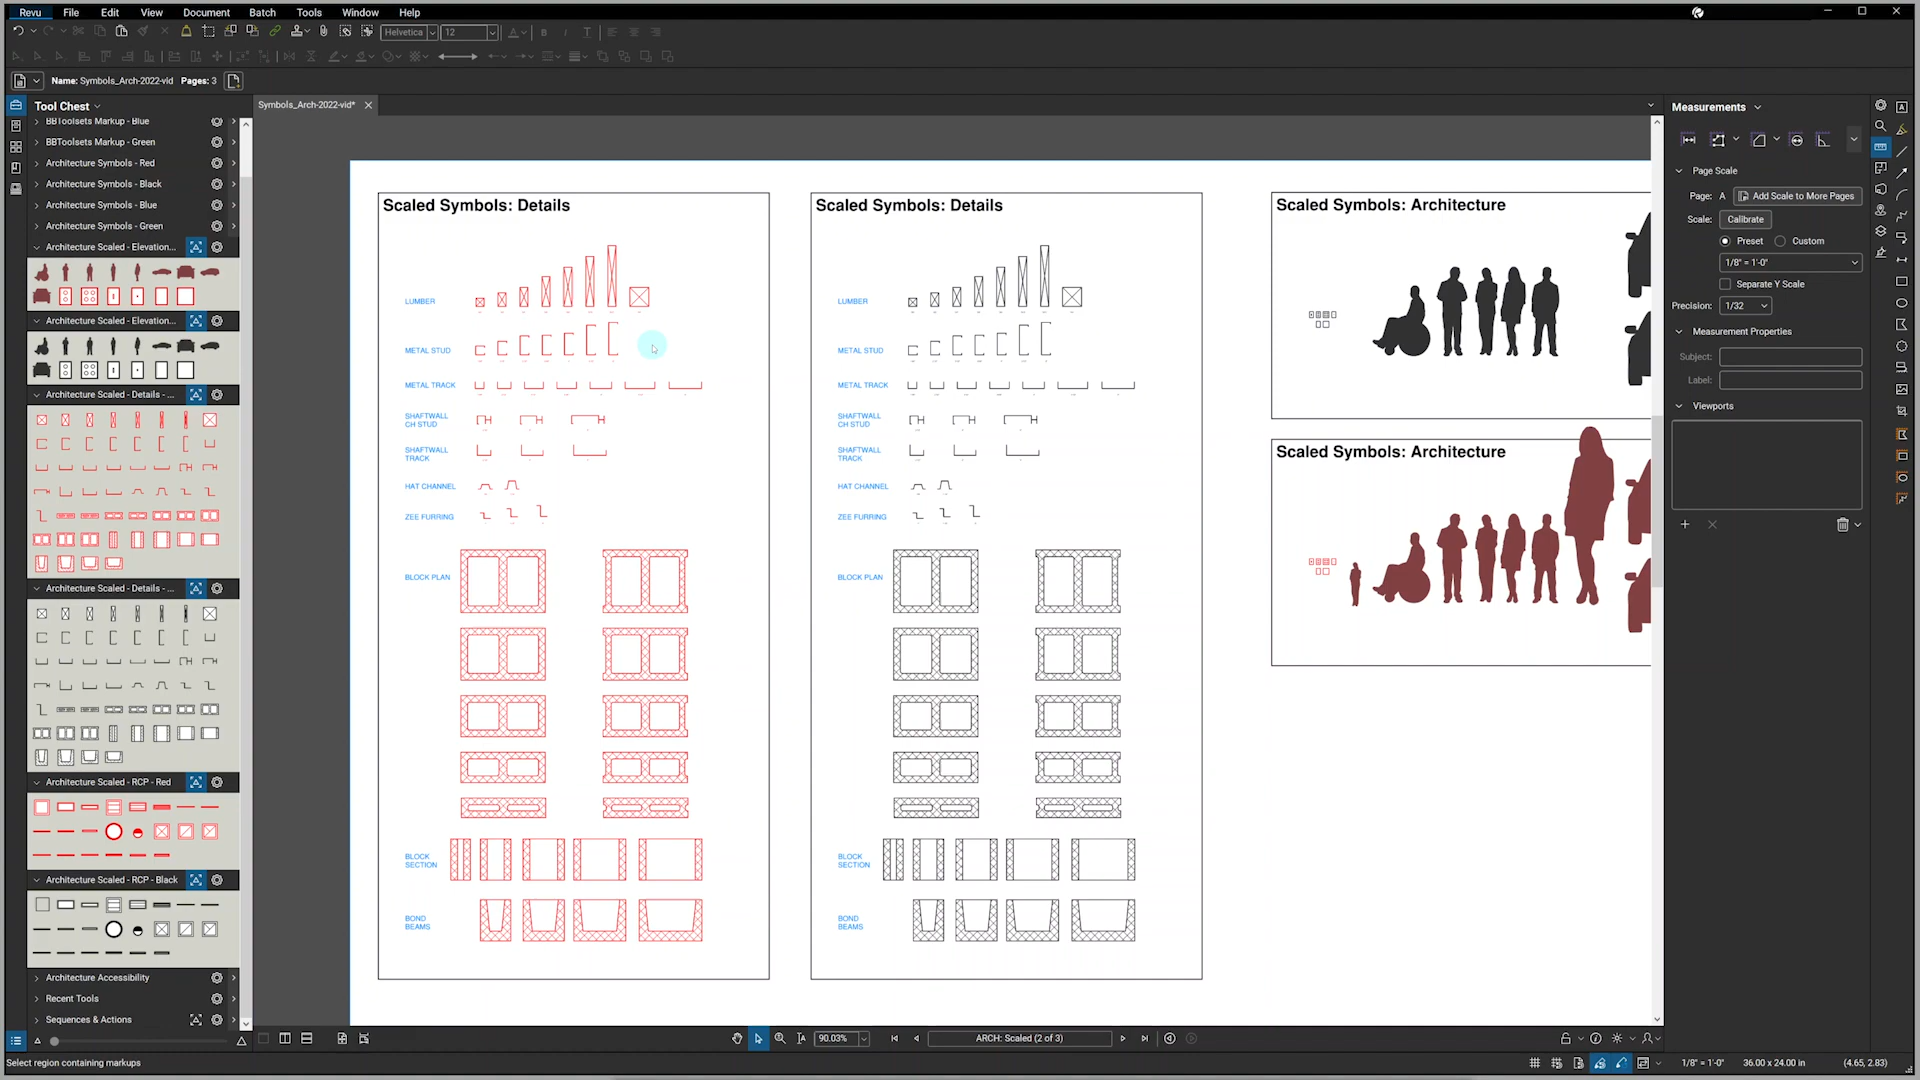 Revu File Edit View Document Batch Tools Window Help
Helvetica 12
Name: Symbols_Arch-2022-vid Pages: 3
Tool Chest
BBToolsets Markup - Blue
BBToolsets Markup - Green
Architecture Symbols - Red
Architecture Symbols - Black
Architecture Symbols - Blue
Architecture Symbols - Green
Architecture Scaled - Elevation...
Architecture Scaled - Elevation...
Architecture Scaled - Details - ...
Architecture Scaled - Details - ...
Architecture Scaled - RCP - Red
Architecture Scaled - RCP - Black
Architecture Accessibility
Recent Tools
Sequences & Actions
Select region containing markups
Symbols_Arch-2022-vid*
Scaled Symbols: Details
LUMBER
METAL STUD
METAL TRACK
SHAFTWALL
CH STUD
SHAFTWALL
TRACK
HAT CHANNEL
ZEE FURRING
BLOCK PLAN
BLOCK
SECTION
BOND
BEAMS
Scaled Symbols: Details
LUMBER
METAL STUD
METAL TRACK
SHAFTWALL
CH STUD
SHAFTWALL
TRACK
HAT CHANNEL
ZEE FURRING
BLOCK PLAN
BLOCK
SECTION
BOND
BEAMS
Scaled Symbols: Architecture
Scaled Symbols: Architecture
90.03%
ARCH: Scaled (2 of 3)
Measurements
Page Scale
Page: A Add Scale to More Pages
Scale: Calibrate
Preset Custom
1/8" = 1'-0"
Separate Y Scale
Precision: 1/32
Measurement Properties
Subject:
Label:
Viewports
1/8" = 1'-0" 36.00 x 24.00 in (4.65, 2.83)